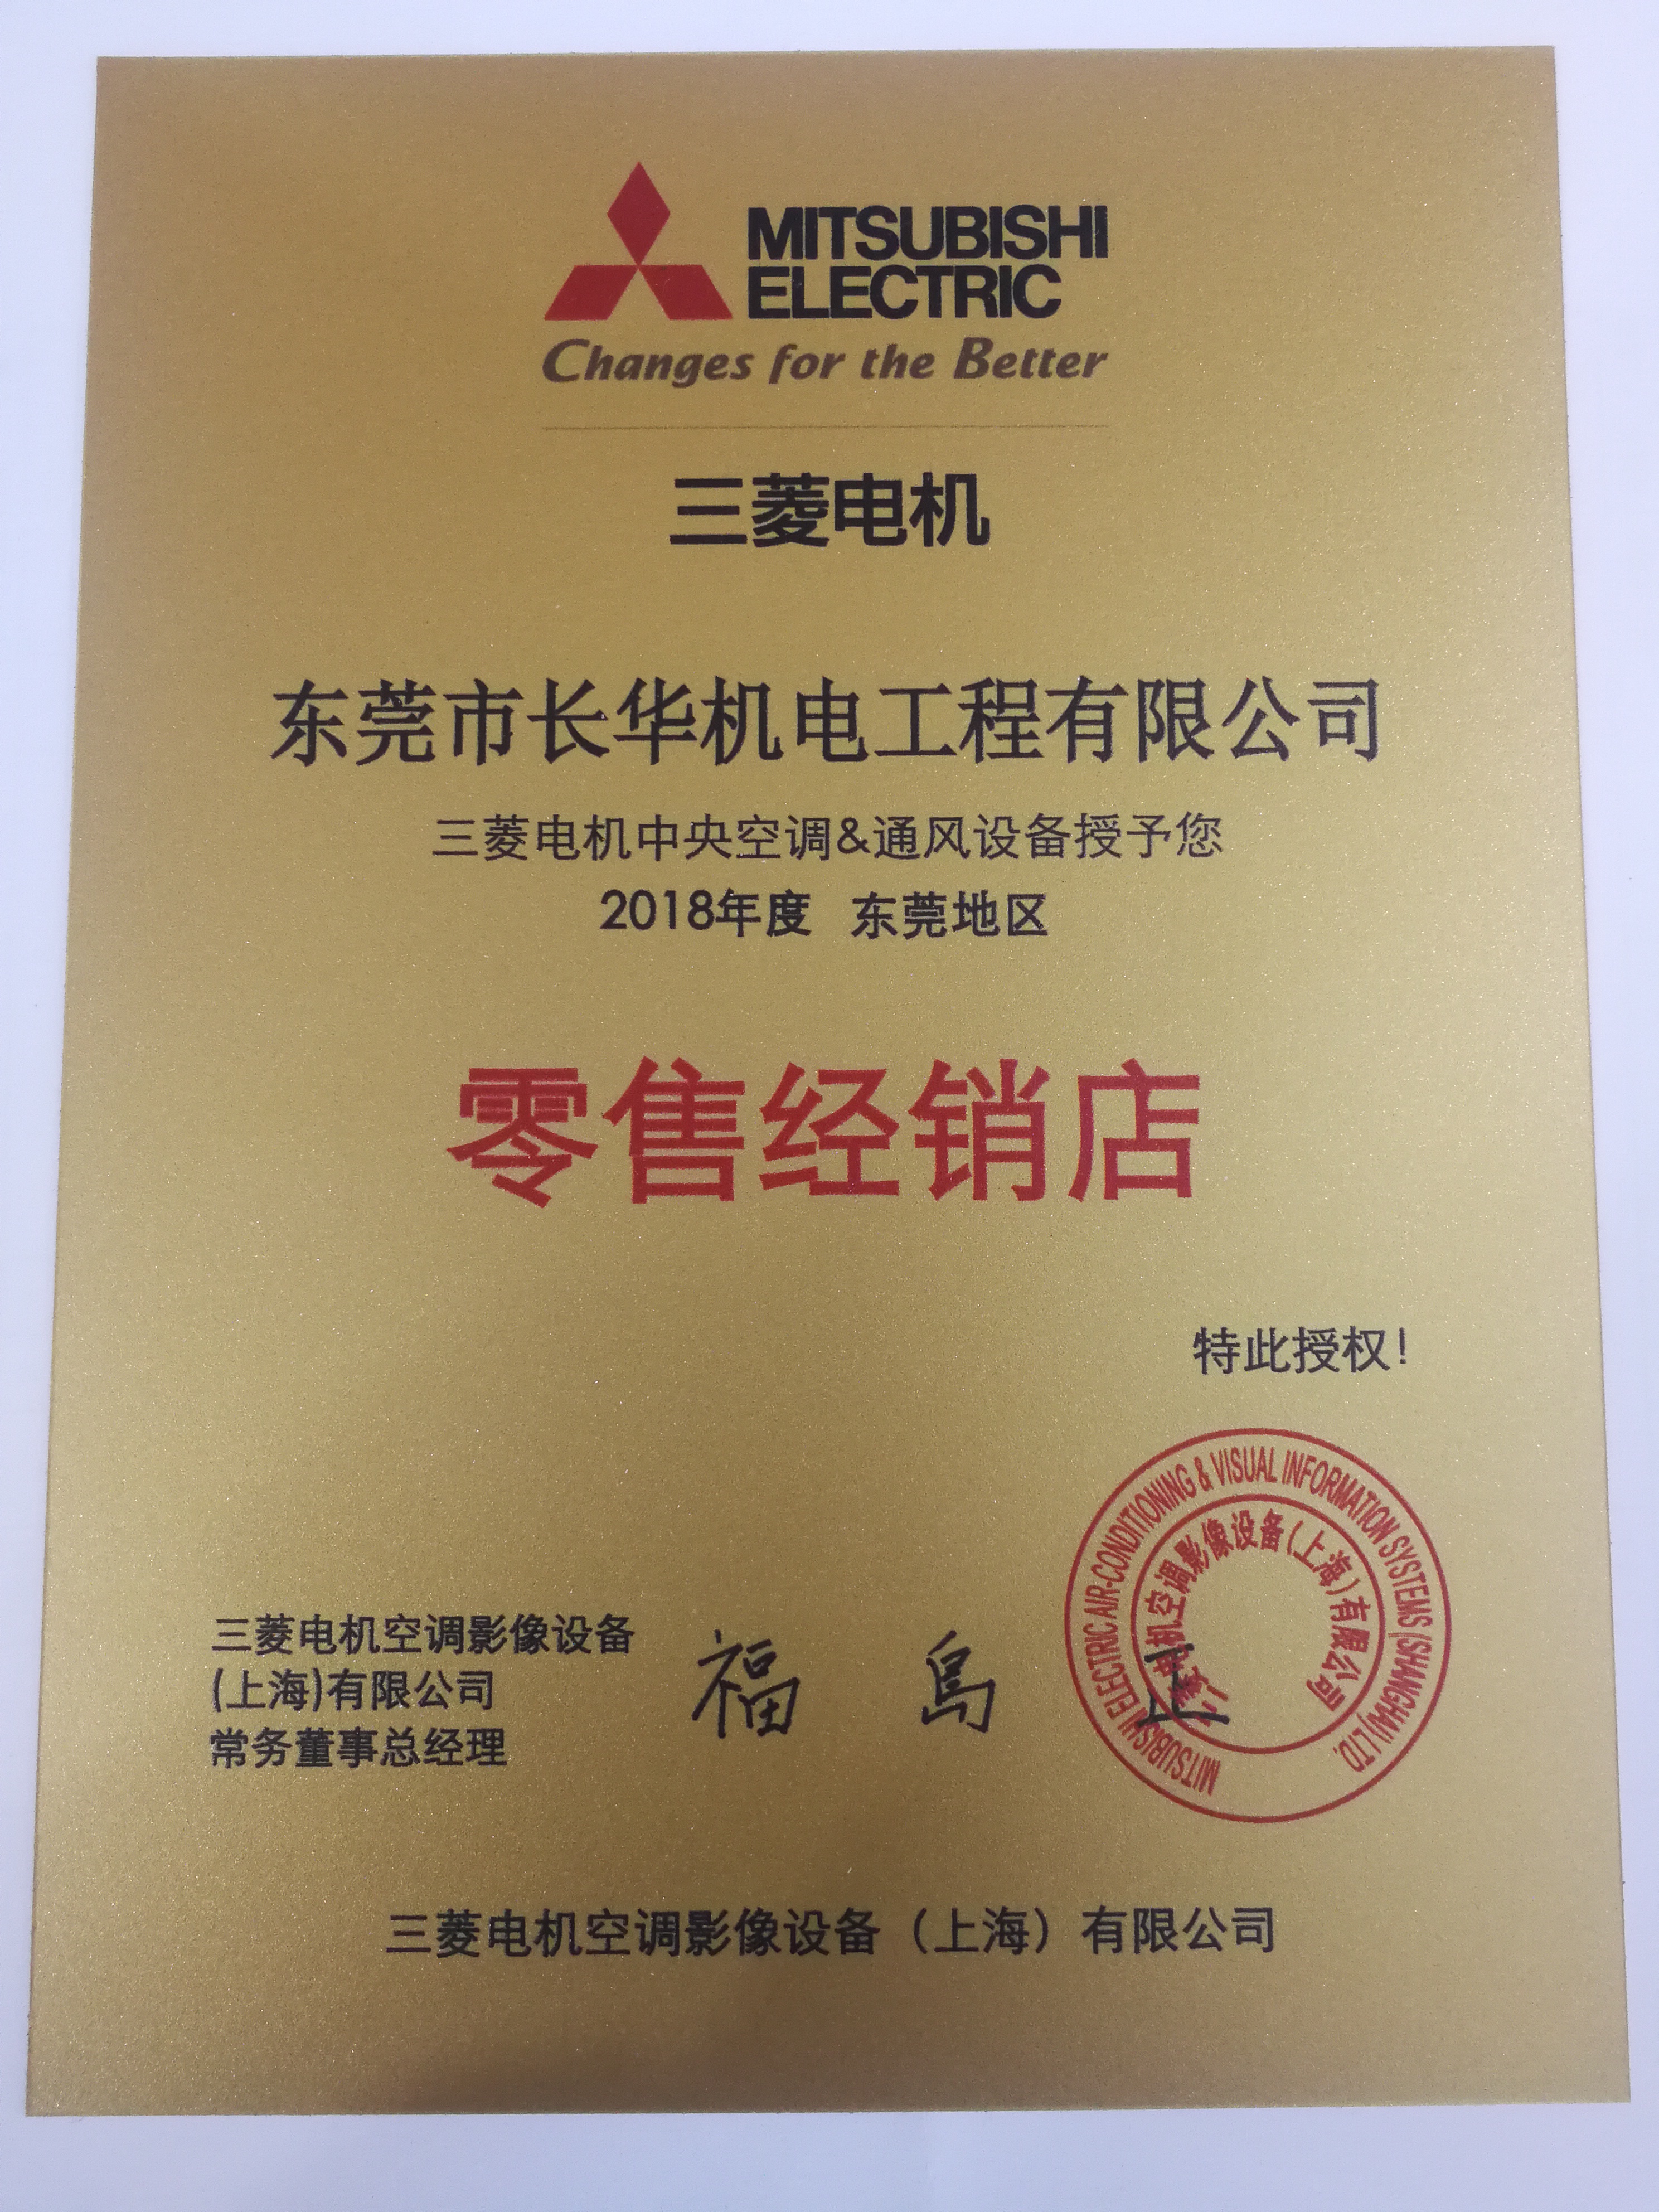 MITSUBISHI
ELECTRIC
Changes for the Better
三菱电机
东莞市长华机电工程有限公司
三菱电机中央空调&通风设备授予您
2018年度 东莞地区
零售经销店
特此授权!
MITSUBISHI ELECTRIC AIR-CONDITIONING & VISUAL INFORMATION SYSTEMS (SHANGHAI) LTD.
三菱电机空调影像设备(上海)有限公司
三菱电机空调影像设备
(上海)有限公司
常务董事总经理
福 島 正
三菱电机空调影像设备（上海）有限公司